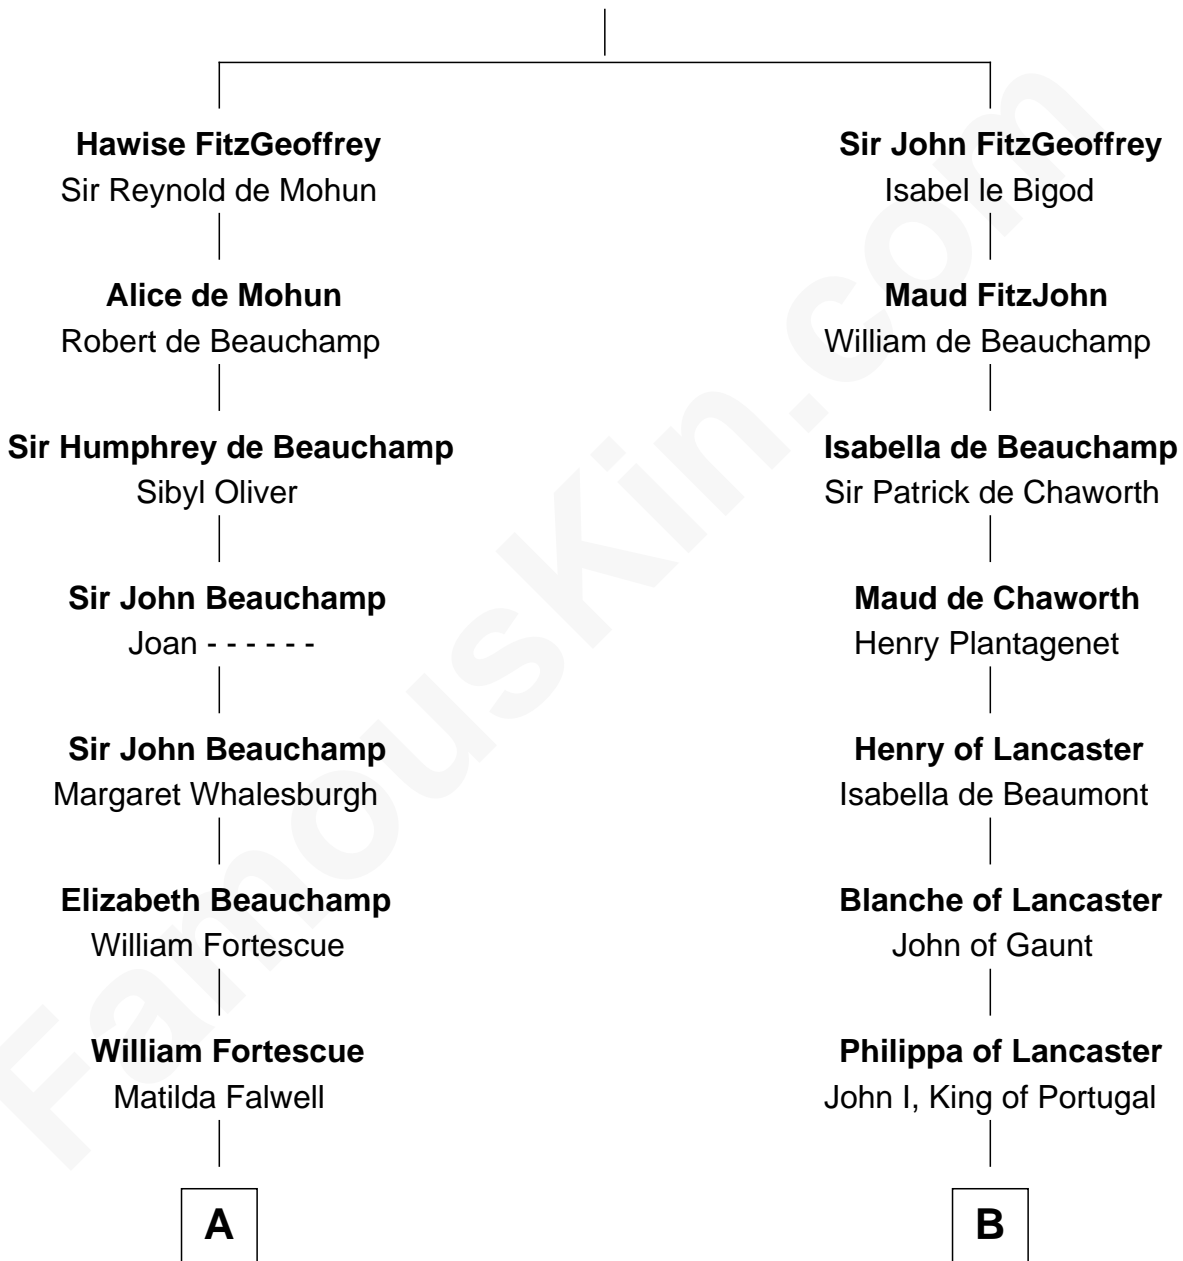 Hawise FitzGeoffrey
Sir Reynold de Mohun
Alice de Mohun
Robert de Beauchamp
Sir Humphrey de Beauchamp
Sibyl Oliver
Sir John Beauchamp
Joan - - - - - -
Sir John Beauchamp
Margaret Whalesburgh
Elizabeth Beauchamp
William Fortescue
William Fortescue
Matilda Falwell
A
Sir John FitzGeoffrey
Isabel le Bigod
Maud FitzJohn
William de Beauchamp
Isabella de Beauchamp
Sir Patrick de Chaworth
Maud de Chaworth
Henry Plantagenet
Henry of Lancaster
Isabella de Beaumont
Blanche of Lancaster
John of Gaunt
Philippa of Lancaster
John I, King of Portugal
B
FamousKin.com